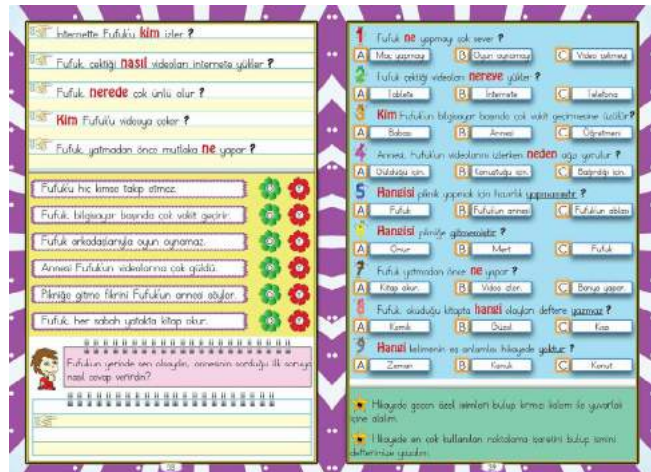 İnternette Fufuk'u kim izler ?
Fufuk, çektiği nasıl videoları internete yükler ?
Fufuk, nerede çok ünlü olur ?
Kim Fufuk'u videoya çeker ?
Fufuk, yatmadan önce mutlaka ne yapar ?
Fufuk'u hiç kimse takip etmez.
Fufuk, bilgisayar başında çok vakit geçirir.
Fufuk arkadaşlarıyla oyun oynamaz.
Annesi Fufuk'un videolarına çok güldü.
Pikniğe gitme fikrini Fufuk'un annesi söyler.
Fufuk, her sabah yatakta kitap okur.
Fufuk'un yerinde sen olsaydın, annesinin sorduğu ilk soruya
nasıl cevap verirdin?
1 Fufuk ne yapmayı çok sever ?
A Maç yapmayı B Oyun oynamayı C Video çekmeyi
2 Fufuk çektiği videoları nereye yükler ?
A Tablete B İnternete C Telefona
3 Kim Fufuk'un bilgisayar başında çok vakit geçirmesine üzülür?
A Babası B Annesi C Öğretmeni
4 Annesi, Fufuk'un videolarını izlerken neden ağzı yorulur ?
A Güldüğü için. B Konuştuğu için. C Bağırdığı için.
5 Hangisi piknik yapmak için hazırlık yapmamıştır ?
A Fufuk B Fufuk'un annesi C Fufuk'un ablası
6 Hangisi pikniğe gitmemiştir ?
A Onur B Mert C Fufuk
7 Fufuk yatmadan önce ne yapar ?
A Kitap okur. B Video izler. C Banyo yapar.
8 Fufuk, okuduğu kitapta hangi olayları deftere yazmaz ?
A Komik B Güzel C Kısa
9 Hangi kelimenin eş anlamlısı hikayede yoktur ?
A Zaman B Konuk C Konut
Hikayede geçen özel isimleri bulup kırmızı kalem ile yuvarlak
içine alalım.
Hikayede en çok kullanılan noktalama işaretini bulup ismini
defterimize yazalım.